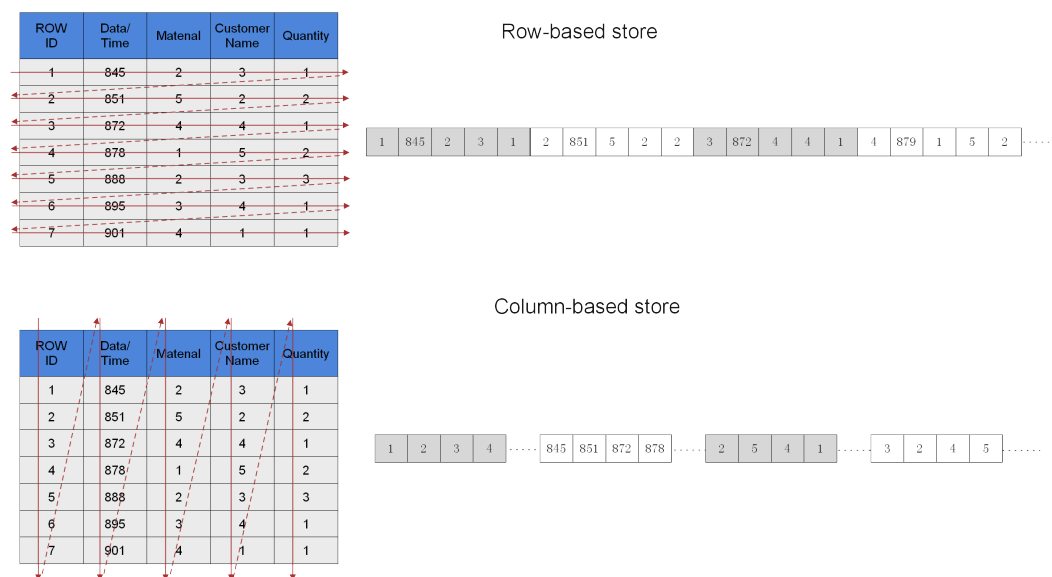 Row-based store
ROW ID Data/ Time Matenal Customer Name Quantity
1 845 2 3 1
2 851 5 2 2
3 872 4 4 1
4 878 1 5 2
5 888 2 3 3
6 895 3 4 1
7 901 4 1 1
1 845 2 3 1 2 851 5 2 2 3 872 4 4 1 4 879 1 5 2
Column-based store
ROW ID Data/ Time Matenal Customer Name Quantity
1 845 2 3 1
2 851 5 2 2
3 872 4 4 1
4 878 1 5 2
5 888 2 3 3
6 895 3 4 1
7 901 4 1 1
1 2 3 4 845 851 872 878 2 5 4 1 3 2 4 5